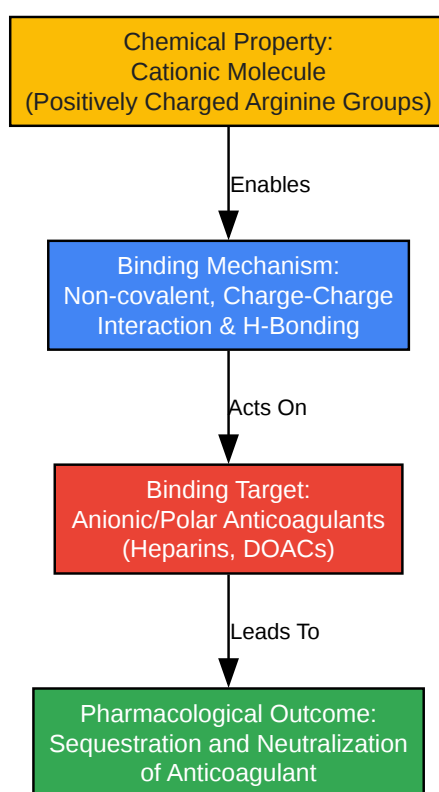 Chemical Property:
Cationic Molecule
(Positively Charged Arginine Groups)
Enables
Binding Mechanism:
Non-covalent, Charge-Charge
Interaction & H-Bonding
Acts On
Binding Target:
Anionic/Polar Anticoagulants
(Heparins, DOACs)
Leads To
Pharmacological Outcome:
Sequestration and Neutralization
of Anticoagulant